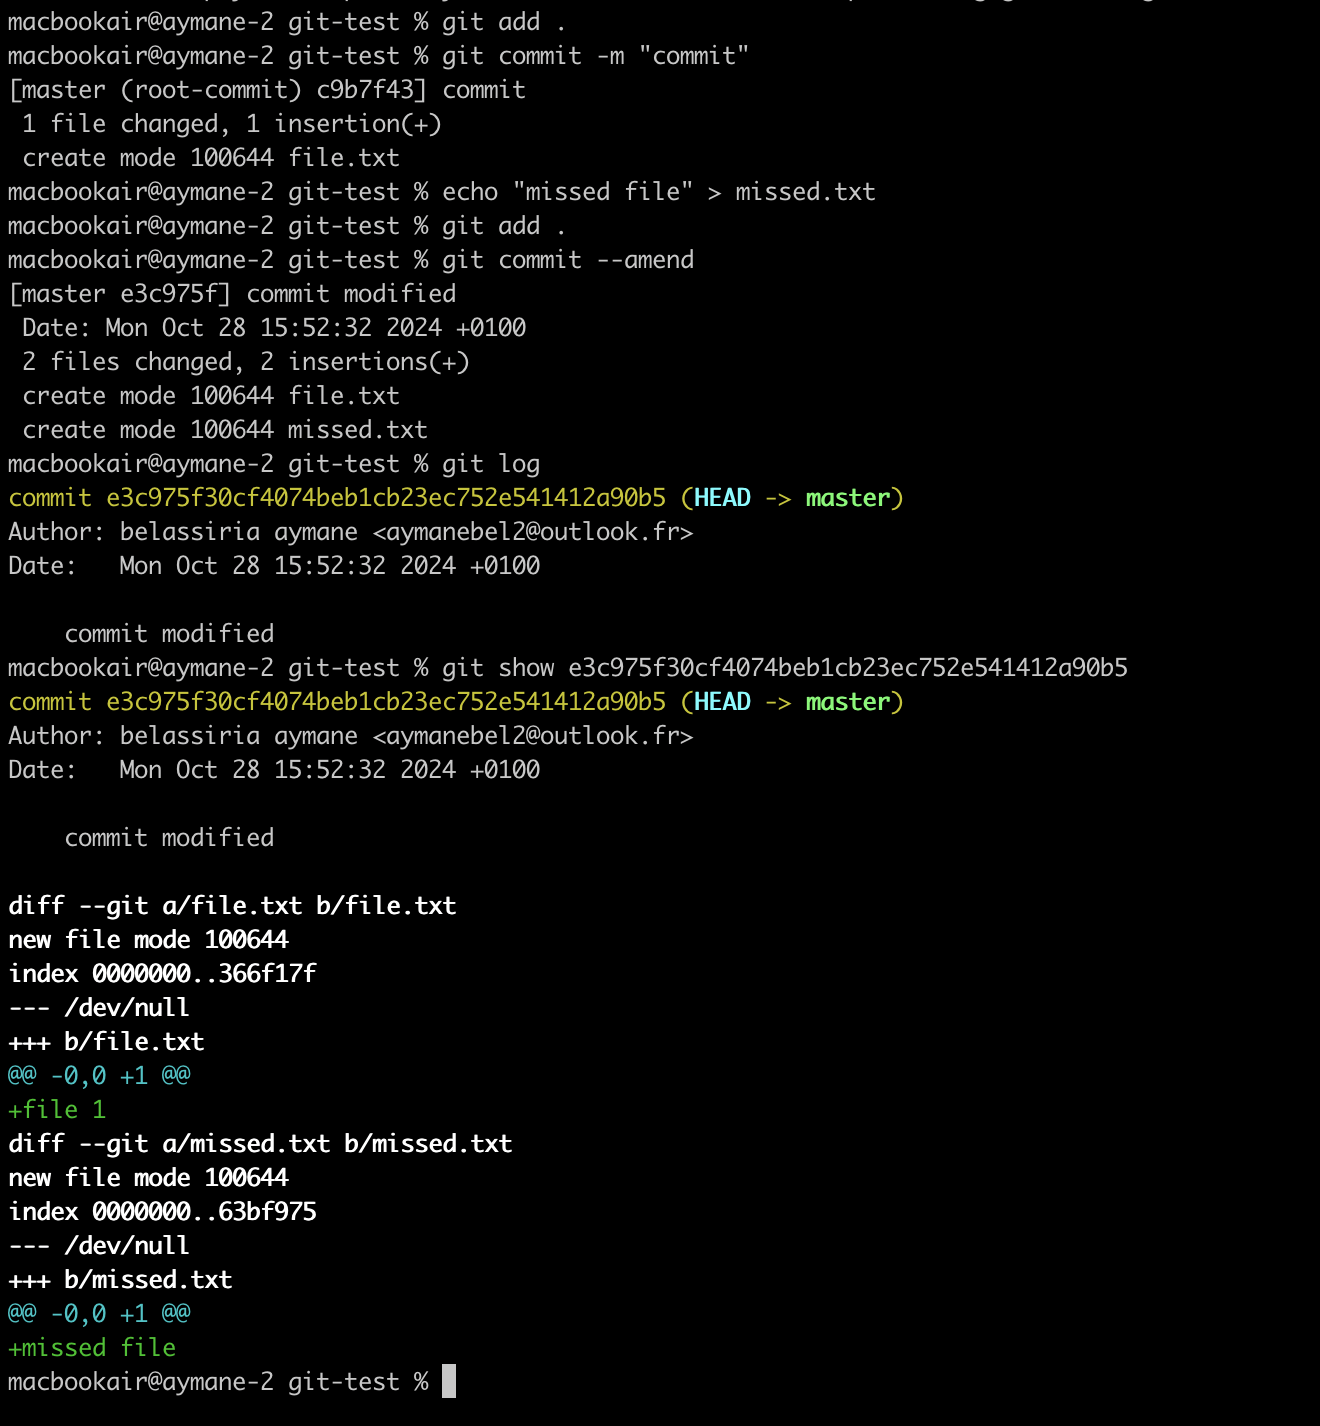 macbookair@aymane-2 git-test % git add .
macbookair@aymane-2 git-test % git commit -m "commit"
[master (root-commit) c9b7f43] commit
 1 file changed, 1 insertion(+)
 create mode 100644 file.txt
macbookair@aymane-2 git-test % echo "missed file" > missed.txt
macbookair@aymane-2 git-test % git add .
macbookair@aymane-2 git-test % git commit --amend
[master e3c975f] commit modified
 Date: Mon Oct 28 15:52:32 2024 +0100
 2 files changed, 2 insertions(+)
 create mode 100644 file.txt
 create mode 100644 missed.txt
macbookair@aymane-2 git-test % git log
commit e3c975f30cf4074beb1cb23ec752e541412a90b5 (HEAD -> master)
Author: belassiria aymane <aymanebel2@outlook.fr>
Date:   Mon Oct 28 15:52:32 2024 +0100

    commit modified
macbookair@aymane-2 git-test % git show e3c975f30cf4074beb1cb23ec752e541412a90b5
commit e3c975f30cf4074beb1cb23ec752e541412a90b5 (HEAD -> master)
Author: belassiria aymane <aymanebel2@outlook.fr>
Date:   Mon Oct 28 15:52:32 2024 +0100

    commit modified

diff --git a/file.txt b/file.txt
new file mode 100644
index 0000000..366f17f
--- /dev/null
+++ b/file.txt
@@ -0,0 +1 @@
+file 1
diff --git a/missed.txt b/missed.txt
new file mode 100644
index 0000000..63bf975
--- /dev/null
+++ b/missed.txt
@@ -0,0 +1 @@
+missed file
macbookair@aymane-2 git-test %